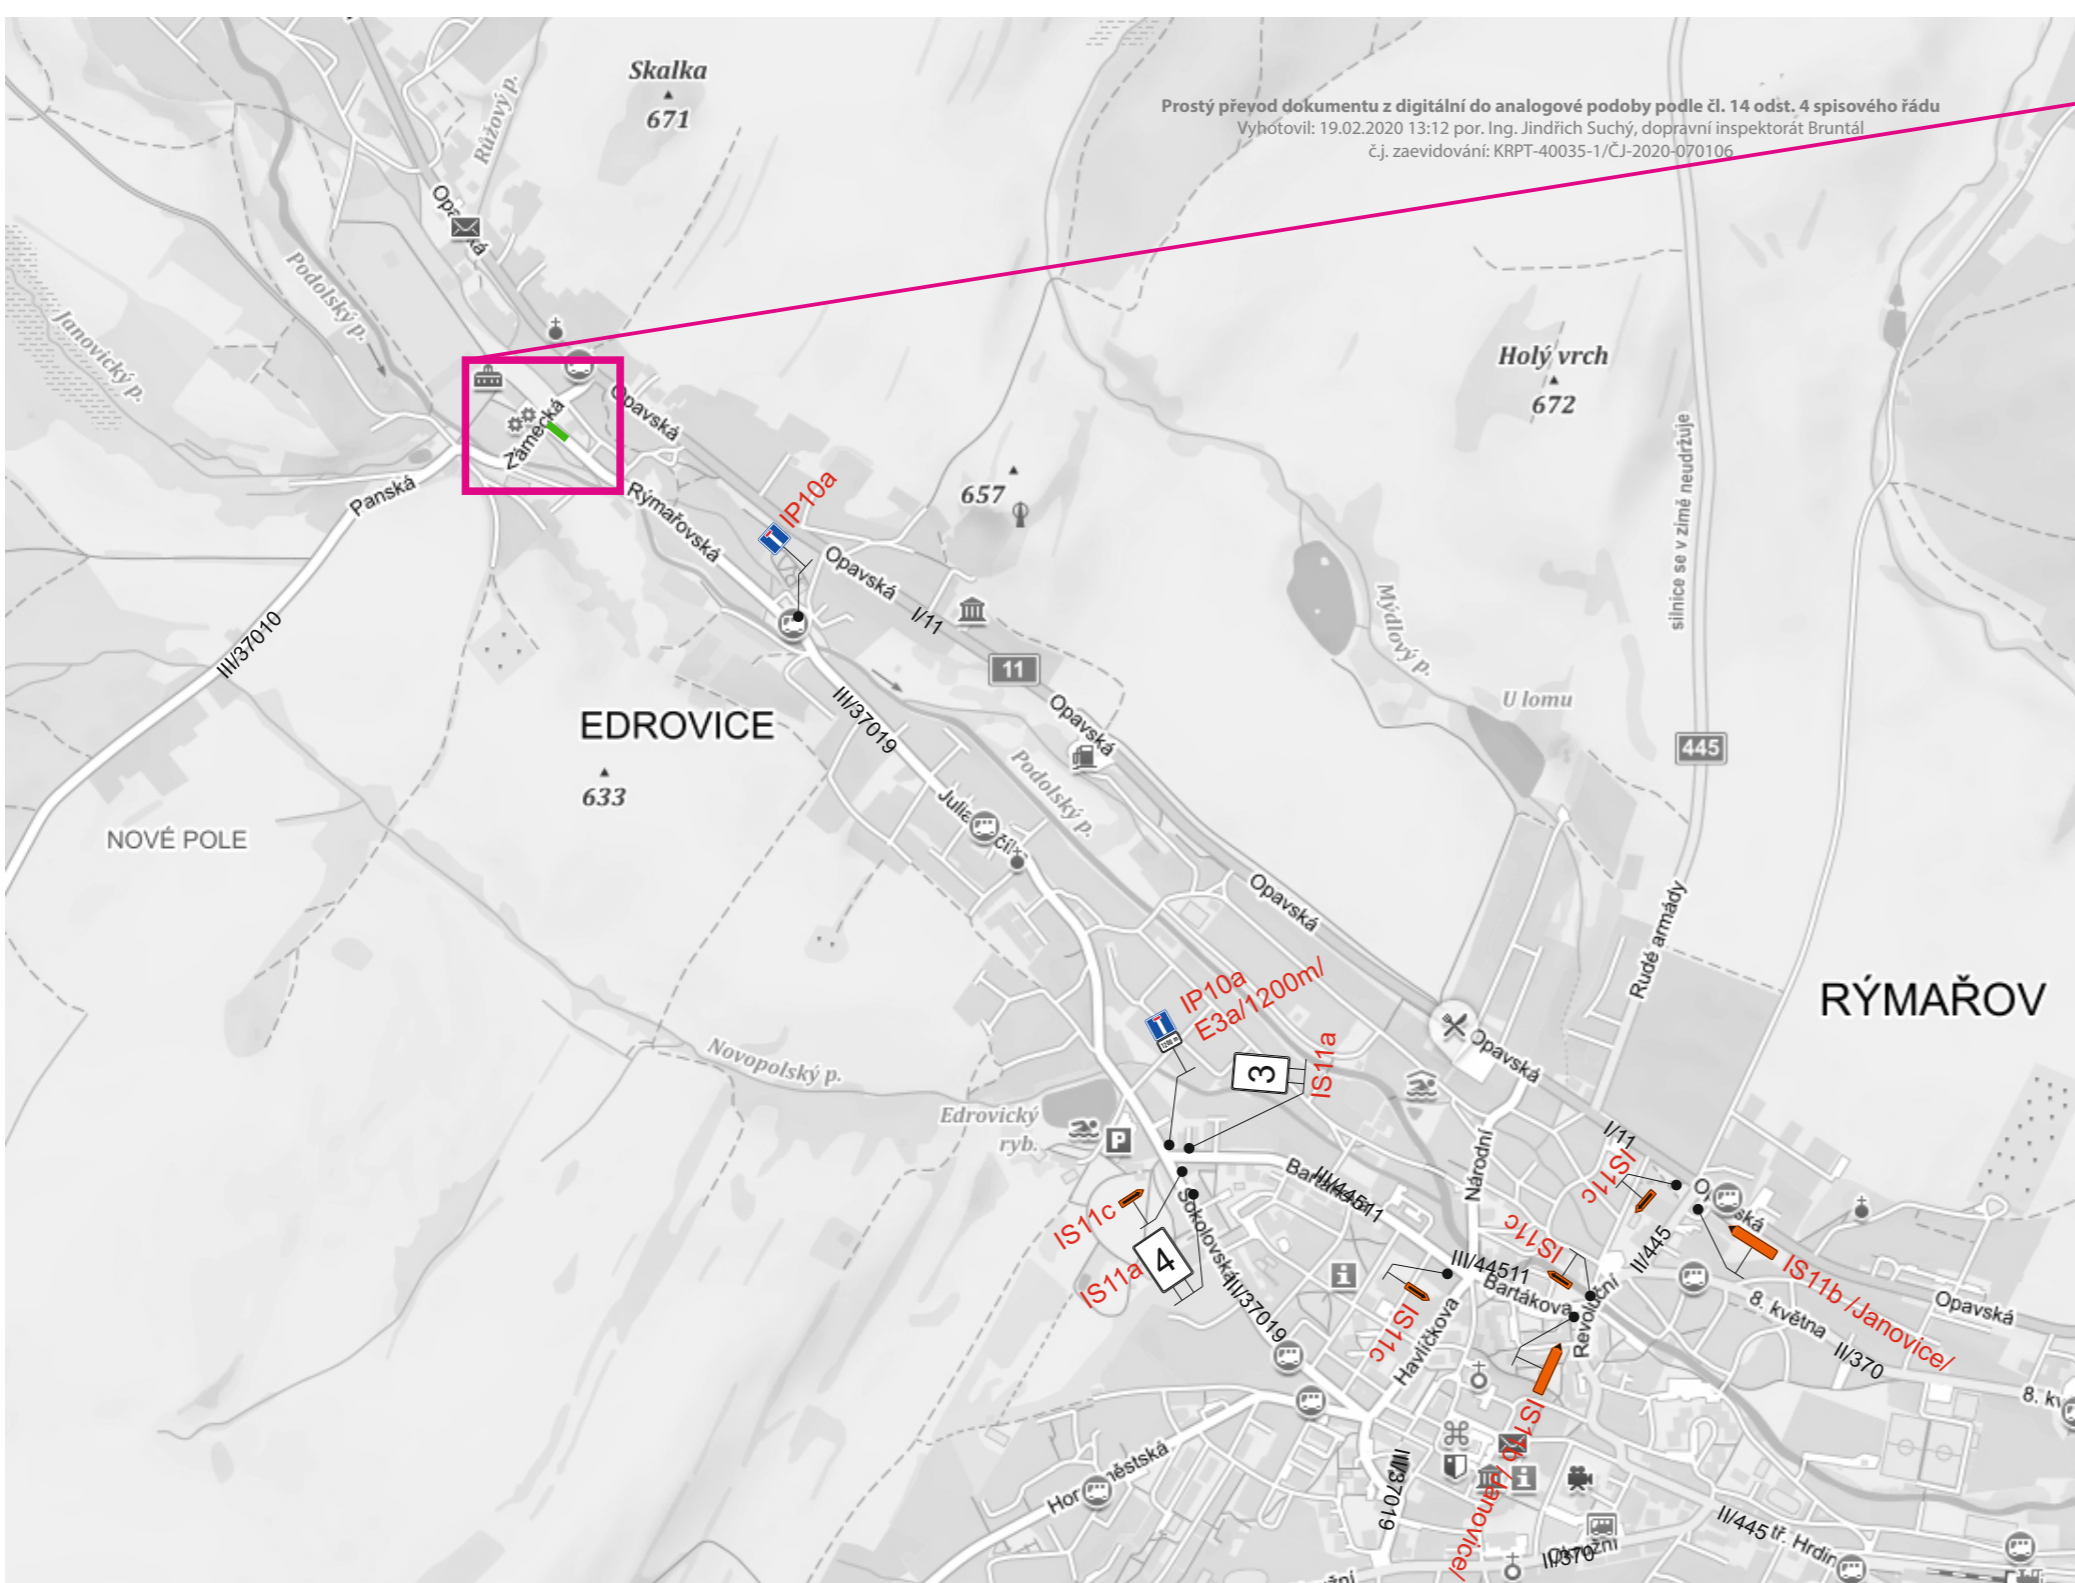 Skalka
671
Prostý převod dokumentu z digitální do analogové podoby podle čl. 14 odst. 4 spisového řádu
Vyhotovil: 19.02.2020 13:12 por. Ing. Jindřich Suchý, dopravní inspektorát Bruntál
č.j. zaevidování: KRPT-40035-1/ČJ-2020-070106
Růžový p.
Podolský p.
Janovický p.
Holý vrch
672
Opavská
Zámecká
Panská
Rýmařovská
IP10a
657
silnice se v zimě neudržuje
Opavská
I/11
11
Mýdlový p.
III/37010
III/37019
EDROVICE
633
Opavská
U lomu
445
NOVÉ POLE
Podolský p.
Opavská
Rudé armády
RÝMAŘOV
IP10a
E3a/1200m/
1200 m
3
IS11a
Novopolský p.
Edrovický
ryb.
P
Opavská
Národní
I/11
IS11c
Bartákova
III/44511
IS11c
4
IS11a
Sokolovská
III/37019
IS11c
III/44511
Bartákova
IS11c
Revoluční
II/445
IS11b /Janovice/
Opavská
8. května
II/370
8. kv
Havlíčkova
IS11b /Janovice/
III/37019
II/445
tř. Hrdin
II/370